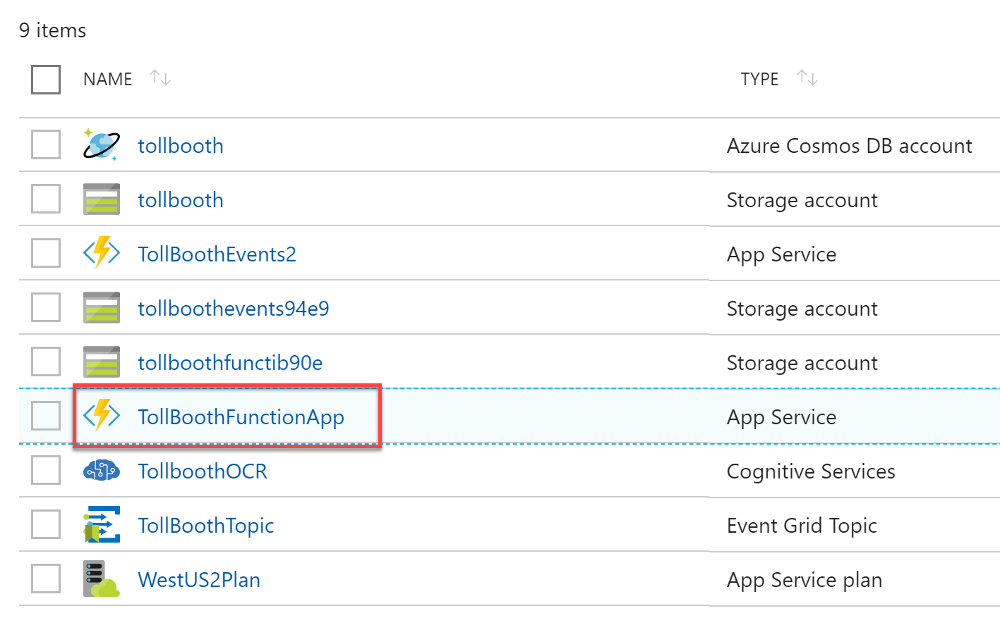 9 items
NAME TYPE
tollbooth Azure Cosmos DB account
tollbooth Storage account
TollBoothEvents2 App Service
tollboothevents94e9 Storage account
tollboothfunctib90e Storage account
TollBoothFunctionApp App Service
TollboothOCR Cognitive Services
TollBoothTopic Event Grid Topic
WestUS2Plan App Service plan